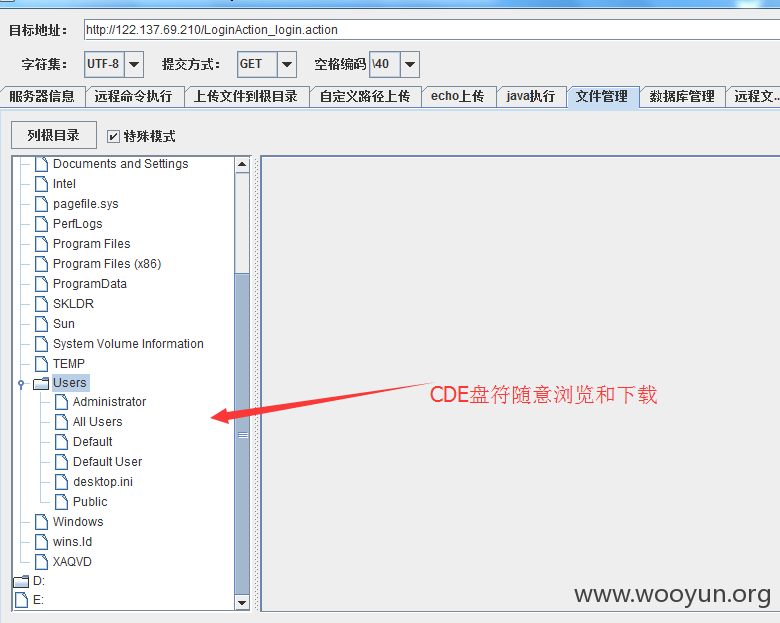 目标地址： http://122.137.69.210/LoginAction_login.action
字符集： UTF-8 提交方式： GET 空格编码 \40
服务器信息 远程命令执行 上传文件到根目录 自定义路径上传 echo上传 java执行 文件管理 数据库管理 远程文...
列根目录 特殊模式
Documents and Settings
Intel
pagefile.sys
PerfLogs
Program Files
Program Files (x86)
ProgramData
SKLDR
Sun
System Volume Information
TEMP
Users
Administrator
CDE盘符随意浏览和下载
All Users
Default
Default User
desktop.ini
Public
Windows
wins.ld
XAQVD
D:
E:
www.wooyun.org